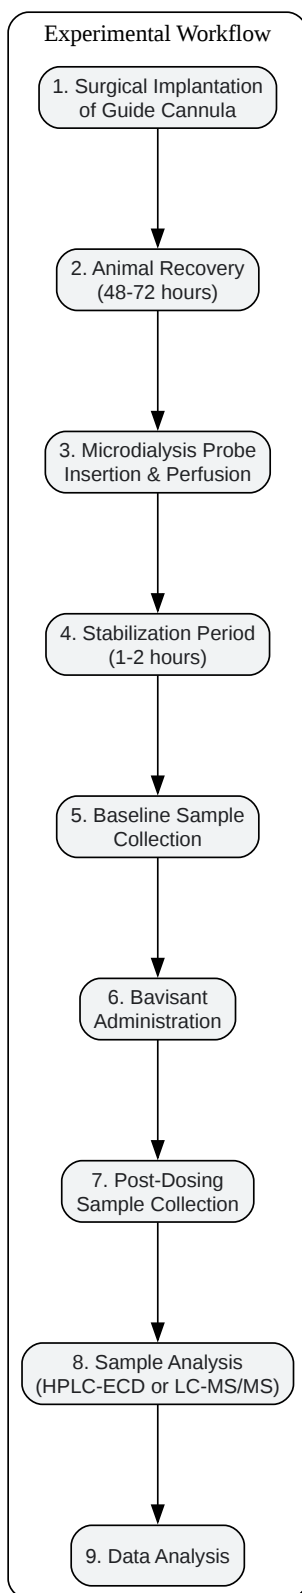 Experimental Workflow
1. Surgical Implantation
of Guide Cannula
2. Animal Recovery
(48-72 hours)
3. Microdialysis Probe
Insertion & Perfusion
4. Stabilization Period
(1-2 hours)
5. Baseline Sample
Collection
6. Bavisant
Administration
7. Post-Dosing
Sample Collection
8. Sample Analysis
(HPLC-ECD or LC-MS/MS)
9. Data Analysis